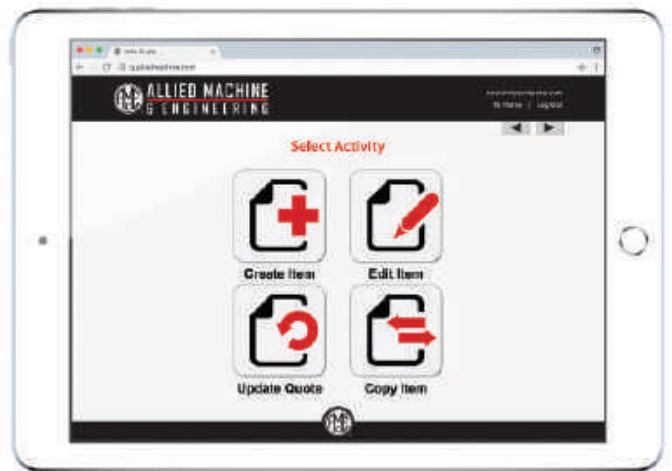 ALLIED MACHINE
& ENGINEERING
Select Activity
Create Item
Edit Item
Update Quote
Copy Item